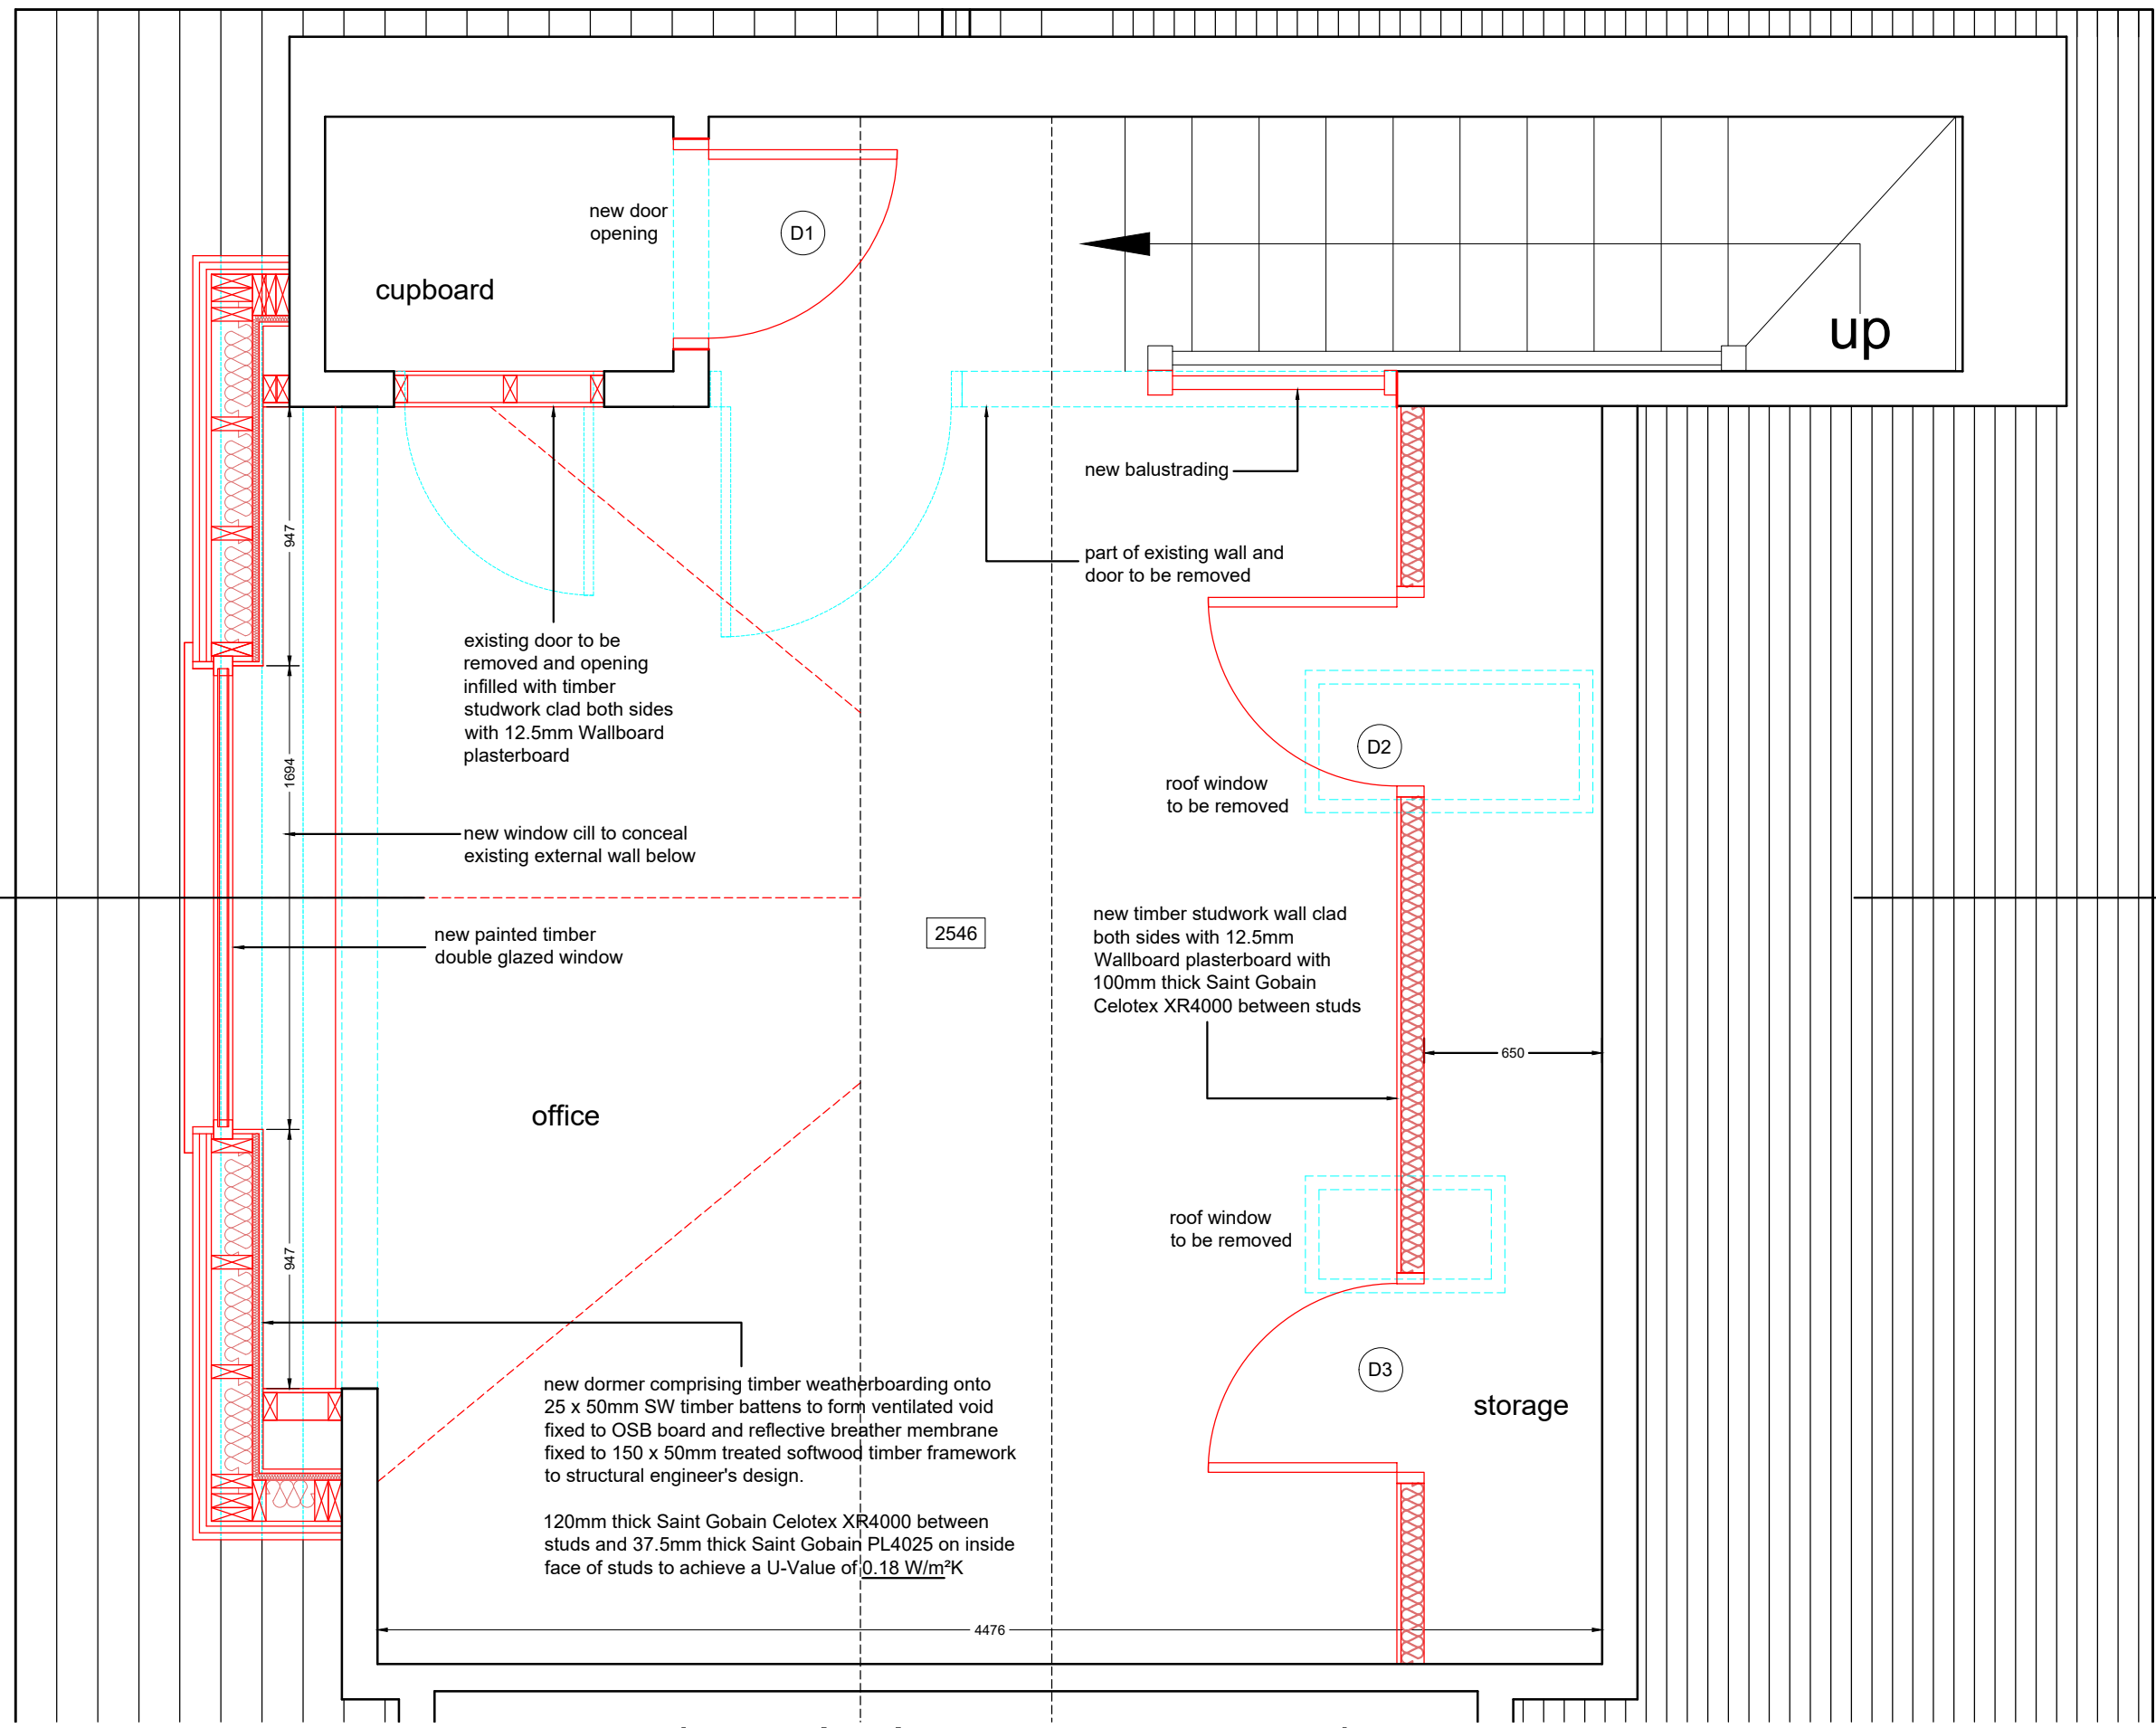 new door
opening
D1
cupboard
up
new balustrading
947
part of existing wall and
door to be removed
existing door to be
removed and opening
infilled with timber
studwork clad both sides
with 12.5mm Wallboard
plasterboard
D2
1694
roof window
to be removed
new window cill to conceal
existing external wall below
new painted timber
double glazed window
2546
new timber studwork wall clad
both sides with 12.5mm
Wallboard plasterboard with
100mm thick Saint Gobain
Celotex XR4000 between studs
650
office
roof window
to be removed
947
D3
storage
new dormer comprising timber weatherboarding onto
25 x 50mm SW timber battens to form ventilated void
fixed to OSB board and reflective breather membrane
fixed to 150 x 50mm treated softwood timber framework
to structural engineer's design.
120mm thick Saint Gobain Celotex XR4000 between
studs and 37.5mm thick Saint Gobain PL4025 on inside
face of studs to achieve a U-Value of 0.18 W/m²K
4476